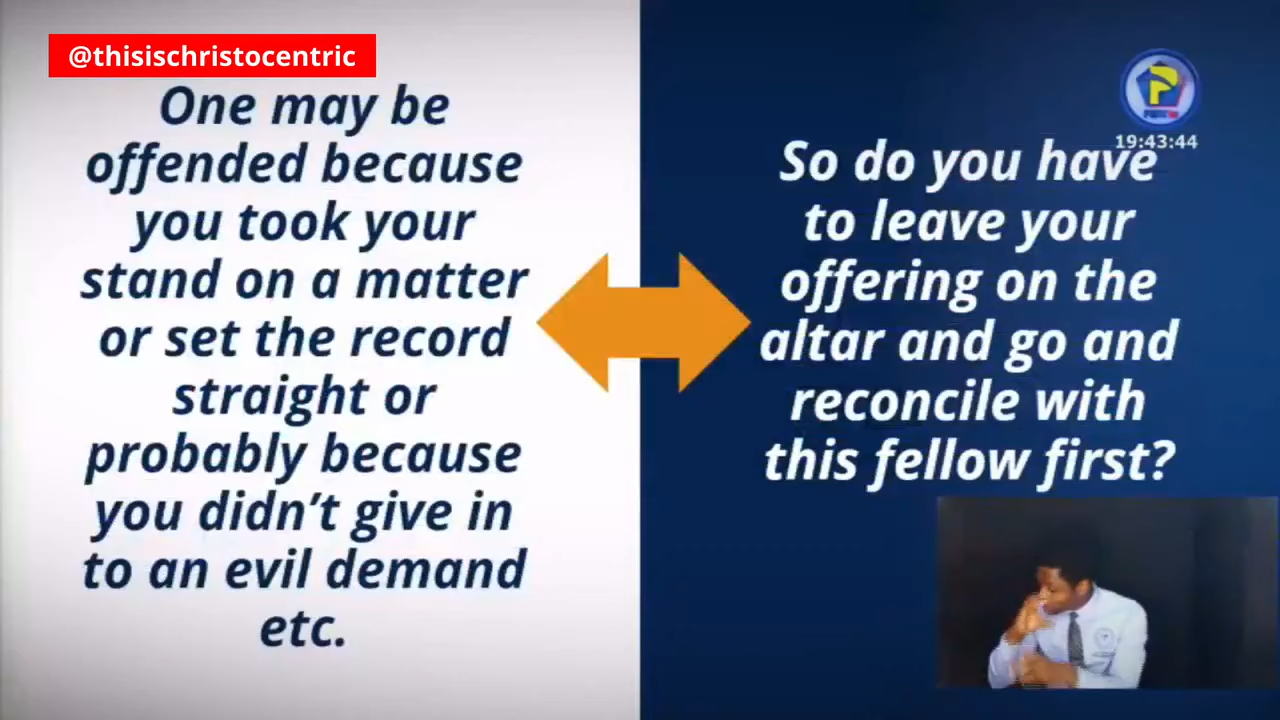 @thisischristocentric
One may be
offended because
you took your
stand on a matter
or set the record
straight or
probably because
you didn't give in
to an evil demand
etc.
19:43:44
So do you have
to leave your
offering on the
altar and go and
reconcile with
this fellow first?